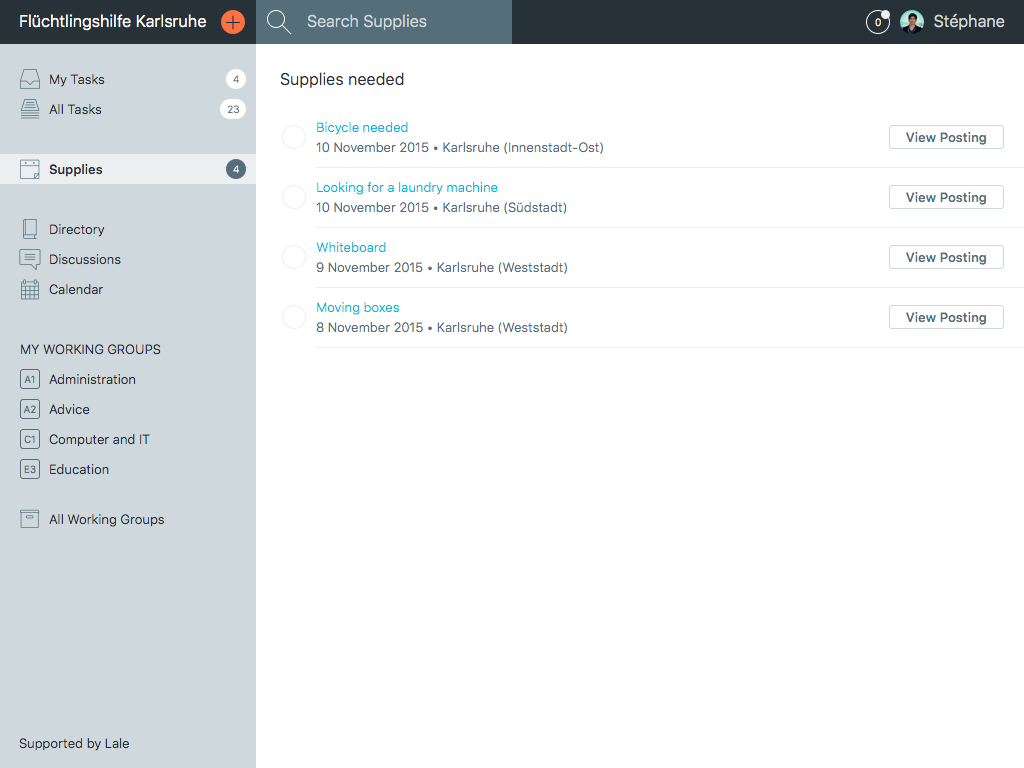 Flüchtlingshilfe Karlsruhe
Search Supplies
0
Stéphane
My Tasks 4
All Tasks 23
Supplies 4
Directory
Discussions
Calendar
MY WORKING GROUPS
A1 Administration
A2 Advice
C1 Computer and IT
E3 Education
All Working Groups
Supported by Lale
Supplies needed
Bicycle needed
10 November 2015 • Karlsruhe (Innenstadt-Ost)
View Posting
Looking for a laundry machine
10 November 2015 • Karlsruhe (Südstadt)
View Posting
Whiteboard
9 November 2015 • Karlsruhe (Weststadt)
View Posting
Moving boxes
8 November 2015 • Karlsruhe (Weststadt)
View Posting